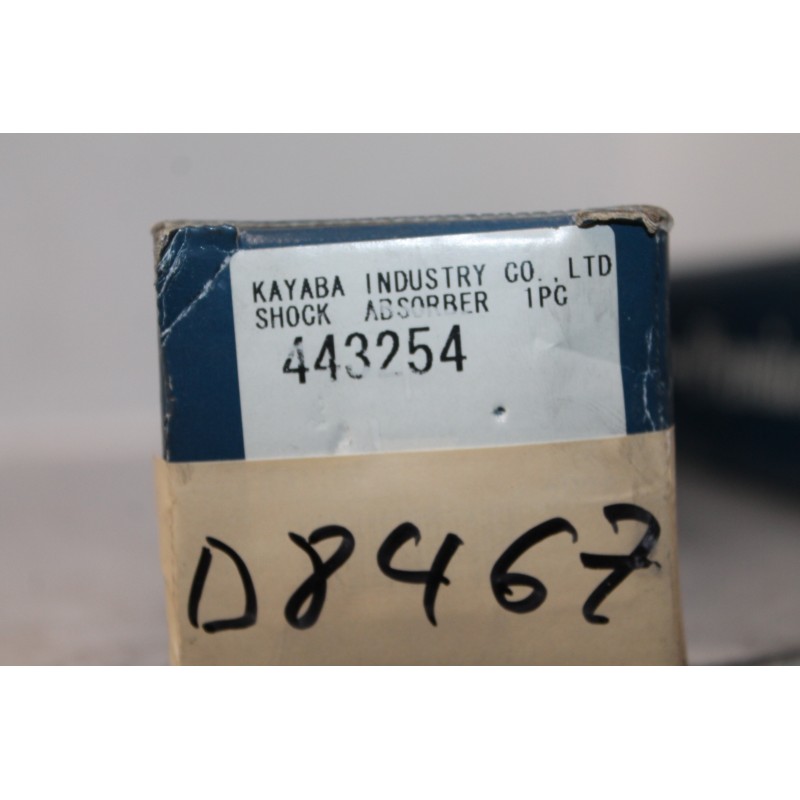 KAYABA INDUSTRY CO.,LTD
SHOCK ABSORBER 1PC
443254
D8467